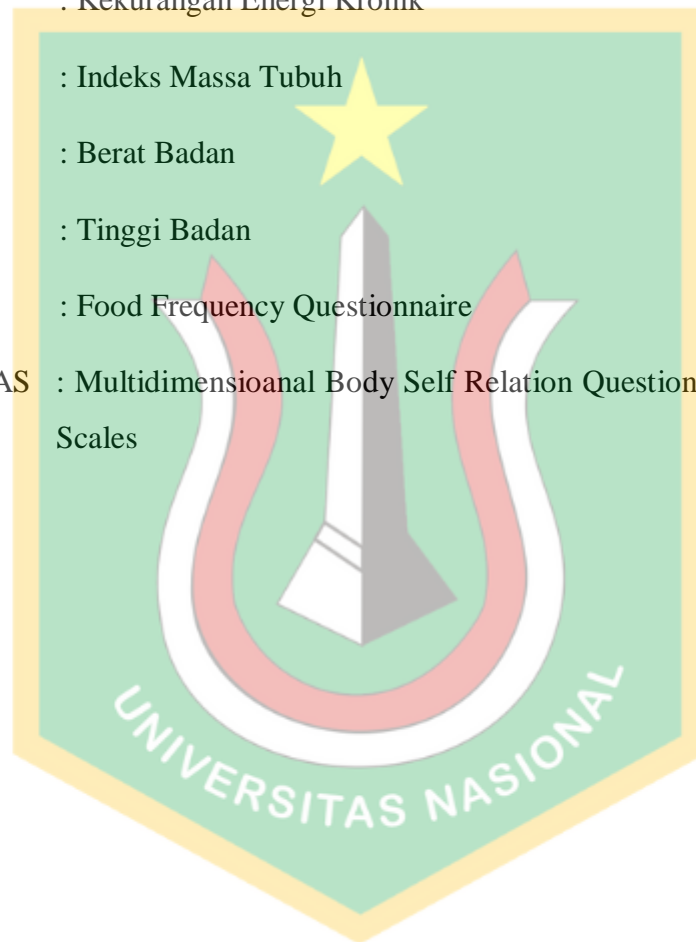 : Kekurangan Energi Kronik
: Indeks Massa Tubuh
: Berat Badan
: Tinggi Badan
: Food Frequency Questionnaire
AS : Multidimensioanal Body Self Relation Question
Scales
UNIVERSITAS NASIONAL